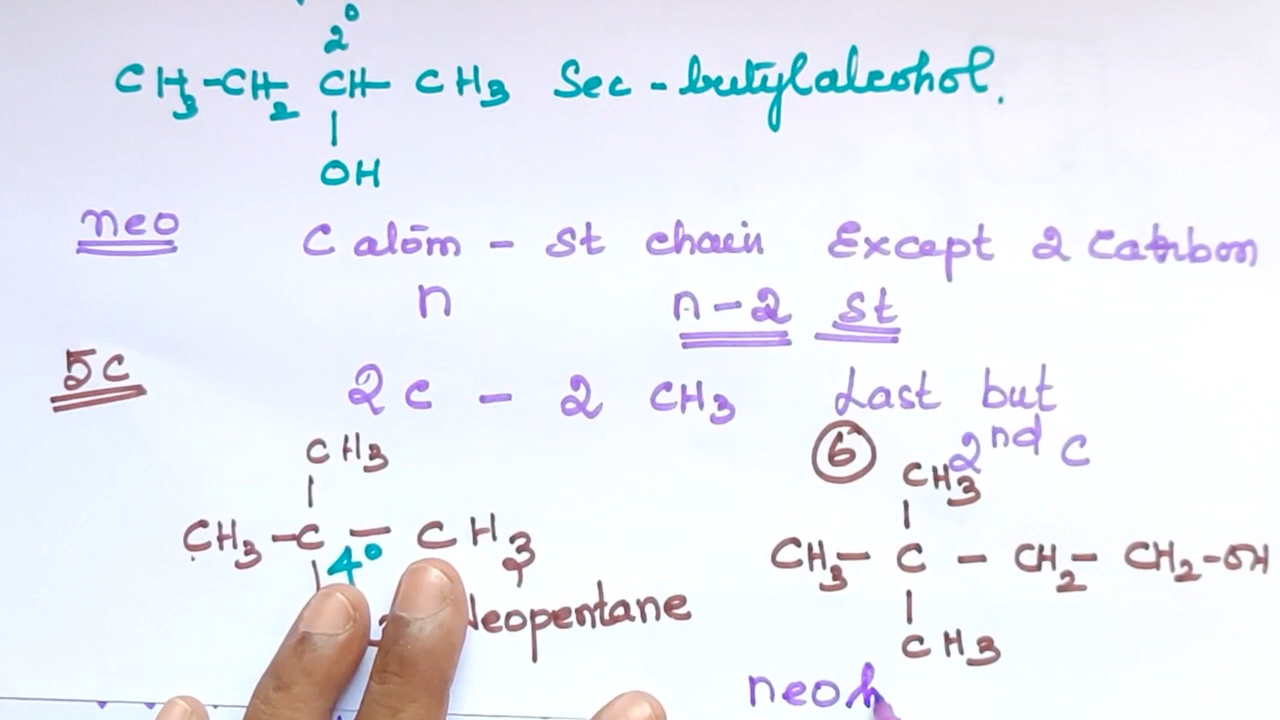 2°
CH₃-CH₂ CH- CH₃ Sec - butylalcohol.
|
OH
neo C atom - st chain Except 2 Carbon
n n-2 st
5C
2C - 2 CH₃ Last but
2nd C
6
CH₃ CH₃
| |
CH₃-C - CH₃ CH₃- C - CH₂- CH₂-OH
4°
| |
eopentane
CH₃
neoh